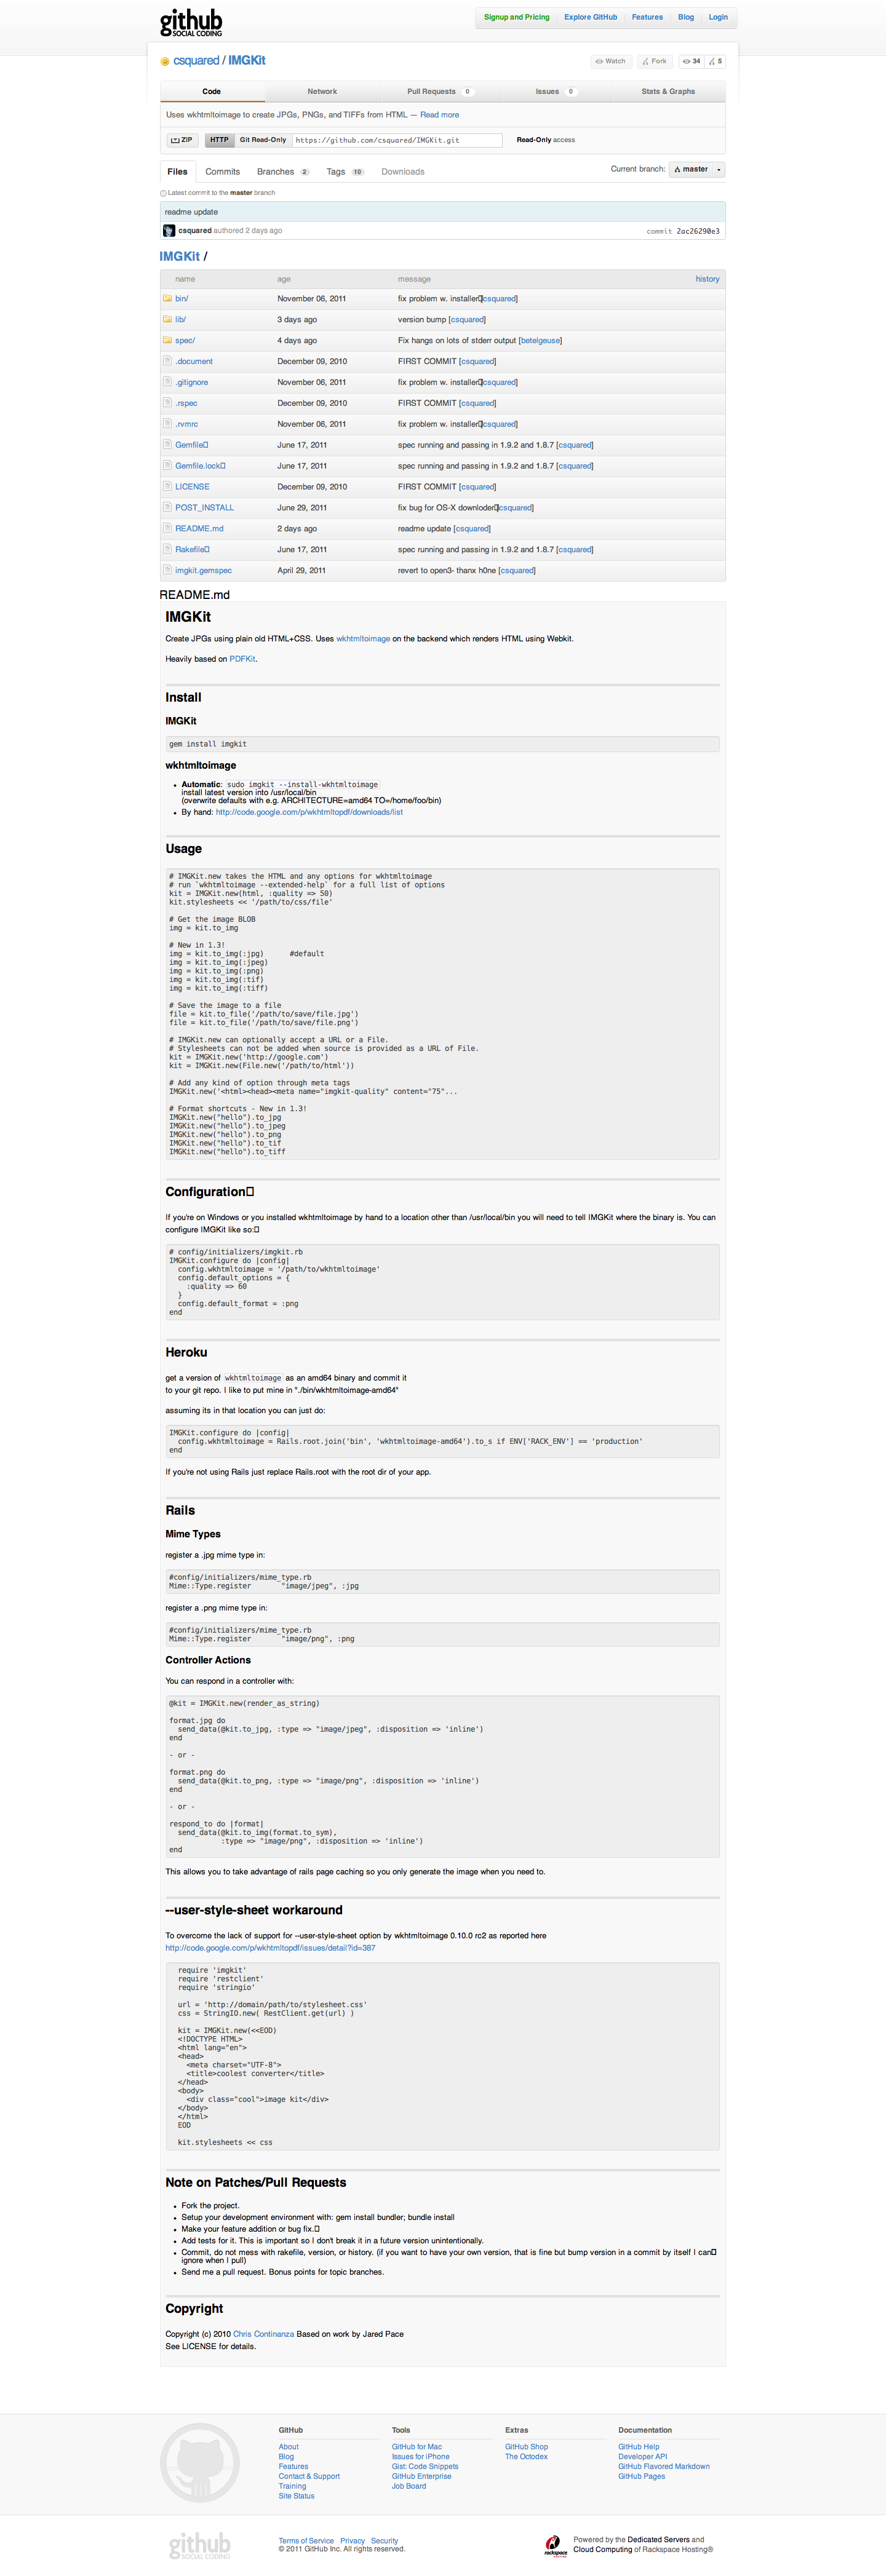 github
SOCIAL CODING
Signup and Pricing Explore GitHub Features Blog Login
csquared / IMGKit
Watch Fork 34 5
Code Network Pull Requests 0 Issues 0 Stats & Graphs
Uses wkhtmltoimage to create JPGs, PNGs, and TIFFs from HTML — Read more
ZIP HTTP Git Read-Only https://github.com/csquared/IMGKit.git Read-Only access
Files Commits Branches 2 Tags 10 Downloads Current branch: master
Latest commit to the master branch
readme update
csquared authored 2 days ago commit 2ac26290e3
IMGKit /
name age message history
bin/ November 06, 2011 fix problem w. installer[csquared]
lib/ 3 days ago version bump [csquared]
spec/ 4 days ago Fix hangs on lots of stderr output [betelgeuse]
.document December 09, 2010 FIRST COMMIT [csquared]
.gitignore November 06, 2011 fix problem w. installer[csquared]
.rspec December 09, 2010 FIRST COMMIT [csquared]
.rvmrc November 06, 2011 fix problem w. installer[csquared]
Gemfile June 17, 2011 spec running and passing in 1.9.2 and 1.8.7 [csquared]
Gemfile.lock June 17, 2011 spec running and passing in 1.9.2 and 1.8.7 [csquared]
LICENSE December 09, 2010 FIRST COMMIT [csquared]
POST_INSTALL June 29, 2011 fix bug for OS-X downloder[csquared]
README.md 2 days ago readme update [csquared]
Rakefile June 17, 2011 spec running and passing in 1.9.2 and 1.8.7 [csquared]
imgkit.gemspec April 29, 2011 revert to open3- thanx h0ne [csquared]
README.md
IMGKit
Create JPGs using plain old HTML+CSS. Uses wkhtmltoimage on the backend which renders HTML using Webkit.
Heavily based on PDFKit.
Install
IMGKit
gem install imgkit
wkhtmltoimage
• Automatic: sudo imgkit --install-wkhtmltoimage
install latest version into /usr/local/bin
(overwrite defaults with e.g. ARCHITECTURE=amd64 TO=/home/foo/bin)
• By hand: http://code.google.com/p/wkhtmltopdf/downloads/list
Usage
# IMGKit.new takes the HTML and any options for wkhtmltoimage
# run `wkhtmltoimage --extended-help` for a full list of options
kit = IMGKit.new(html, :quality => 50)
kit.stylesheets << '/path/to/css/file'
# Get the image BLOB
img = kit.to_img
# New in 1.3!
img = kit.to_img(:jpg) #default
img = kit.to_img(:jpeg)
img = kit.to_img(:png)
img = kit.to_img(:tif)
img = kit.to_img(:tiff)
# Save the image to a file
file = kit.to_file('/path/to/save/file.jpg')
file = kit.to_file('/path/to/save/file.png')
# IMGKit.new can optionally accept a URL or a File.
# Stylesheets can not be added when source is provided as a URL of File.
kit = IMGKit.new('http://google.com')
kit = IMGKit.new(File.new('/path/to/html'))
# Add any kind of option through meta tags
IMGKit.new('<html><head><meta name="imgkit-quality" content="75"...
# Format shortcuts - New in 1.3!
IMGKit.new("hello").to_jpg
IMGKit.new("hello").to_jpeg
IMGKit.new("hello").to_png
IMGKit.new("hello").to_tif
IMGKit.new("hello").to_tiff
Configuration
If you're on Windows or you installed wkhtmltoimage by hand to a location other than /usr/local/bin you will need to tell IMGKit where the binary is. You can
configure IMGKit like so:
# config/initializers/imgkit.rb
IMGKit.configure do |config|
config.wkhtmltoimage = '/path/to/wkhtmltoimage'
config.default_options = {
:quality => 60
}
config.default_format = :png
end
Heroku
get a version of wkhtmltoimage as an amd64 binary and commit it
to your git repo. I like to put mine in "./bin/wkhtmltoimage-amd64"
assuming its in that location you can just do:
IMGKit.configure do |config|
config.wkhtmltoimage = Rails.root.join('bin', 'wkhtmltoimage-amd64').to_s if ENV['RACK_ENV'] == 'production'
end
If you're not using Rails just replace Rails.root with the root dir of your app.
Rails
Mime Types
register a .jpg mime type in:
#config/initializers/mime_type.rb
Mime::Type.register "image/jpeg", :jpg
register a .png mime type in:
#config/initializers/mime_type.rb
Mime::Type.register "image/png", :png
Controller Actions
You can respond in a controller with:
@kit = IMGKit.new(render_as_string)
format.jpg do
send_data(@kit.to_jpg, :type => "image/jpeg", :disposition => 'inline')
end
- or -
format.png do
send_data(@kit.to_png, :type => "image/png", :disposition => 'inline')
end
- or -
respond_to do |format|
send_data(@kit.to_img(format.to_sym),
:type => "image/png", :disposition => 'inline')
end
This allows you to take advantage of rails page caching so you only generate the image when you need to.
--user-style-sheet workaround
To overcome the lack of support for --user-style-sheet option by wkhtmltoimage 0.10.0 rc2 as reported here
http://code.google.com/p/wkhtmltopdf/issues/detail?id=387
require 'imgkit'
require 'restclient'
require 'stringio'
url = 'http://domain/path/to/stylesheet.css'
css = StringIO.new( RestClient.get(url) )
kit = IMGKit.new(<<EOD)
<!DOCTYPE HTML>
<html lang="en">
<head>
<meta charset="UTF-8">
<title>coolest converter</title>
</head>
<body>
<div class="cool">image kit</div>
</body>
</html>
EOD
kit.stylesheets << css
Note on Patches/Pull Requests
• Fork the project.
• Setup your development environment with: gem install bundler; bundle install
• Make your feature addition or bug fix.
• Add tests for it. This is important so I don't break it in a future version unintentionally.
• Commit, do not mess with rakefile, version, or history. (if you want to have your own version, that is fine but bump version in a commit by itself I can
ignore when I pull)
• Send me a pull request. Bonus points for topic branches.
Copyright
Copyright (c) 2010 Chris Continanza Based on work by Jared Pace
See LICENSE for details.
GitHub Tools Extras Documentation
About GitHub for Mac GitHub Shop GitHub Help
Blog Issues for iPhone The Octodex Developer API
Features Gist: Code Snippets GitHub Flavored Markdown
Contact & Support GitHub Enterprise GitHub Pages
Training Job Board
Site Status
github
SOCIAL CODING
Terms of Service Privacy Security
© 2011 GitHub Inc. All rights reserved.
rackspace
HOSTING
Powered by the Dedicated Servers and
Cloud Computing of Rackspace Hosting®